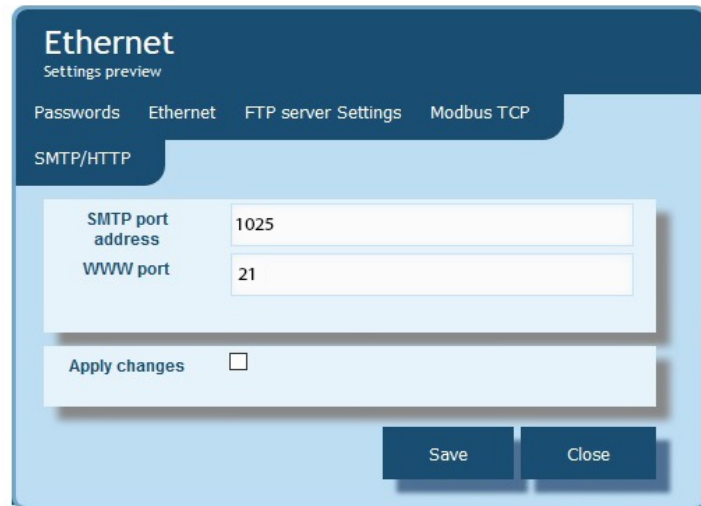 Ethernet
Settings preview
Passwords Ethernet FTP server Settings Modbus TCP
SMTP/HTTP
SMTP port address 1025
WWW port 21
Apply changes
Save Close